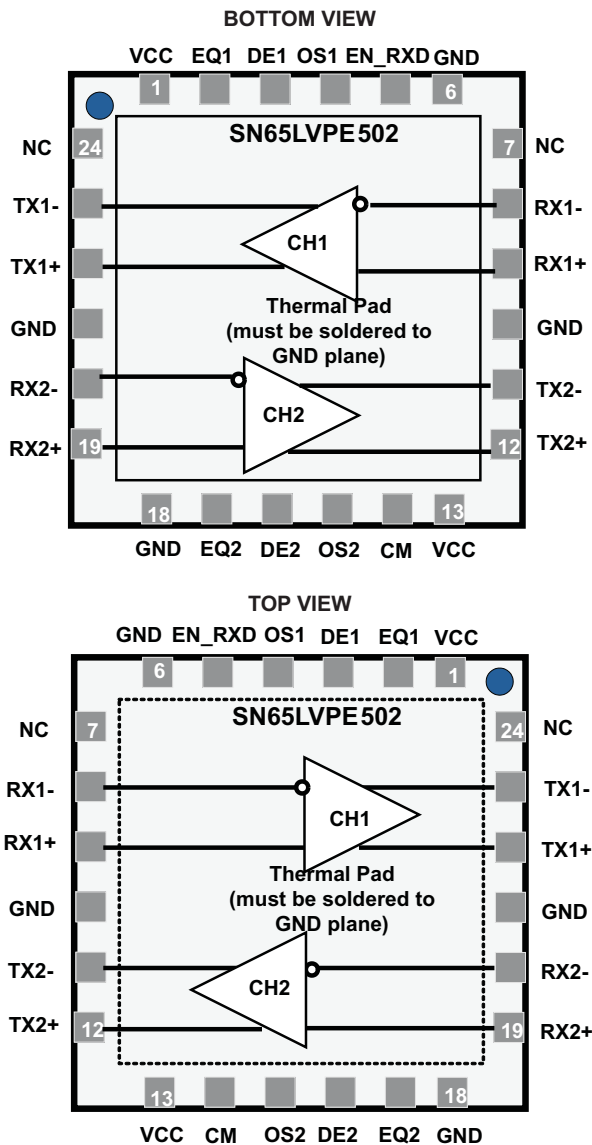 BOTTOM VIEW
VCC EQ1 DE1 OS1 EN_RXD GND
1 6
SN65LVPE502
NC 24 7 NC
TX1- RX1-
CH1
TX1+ RX1+
Thermal Pad
GND (must be soldered to GND
GND plane)
RX2- TX2-
CH2
RX2+ 19 12 TX2+
18 13
GND EQ2 DE2 OS2 CM VCC
TOP VIEW
GND EN_RXD OS1 DE1 EQ1 VCC
6 1
SN65LVPE502
NC 7 24 NC
RX1- TX1-
CH1
RX1+ TX1+
Thermal Pad
GND (must be soldered to GND
GND plane)
TX2- RX2-
CH2
TX2+ 12 19 RX2+
13 18
VCC CM OS2 DE2 EQ2 GND